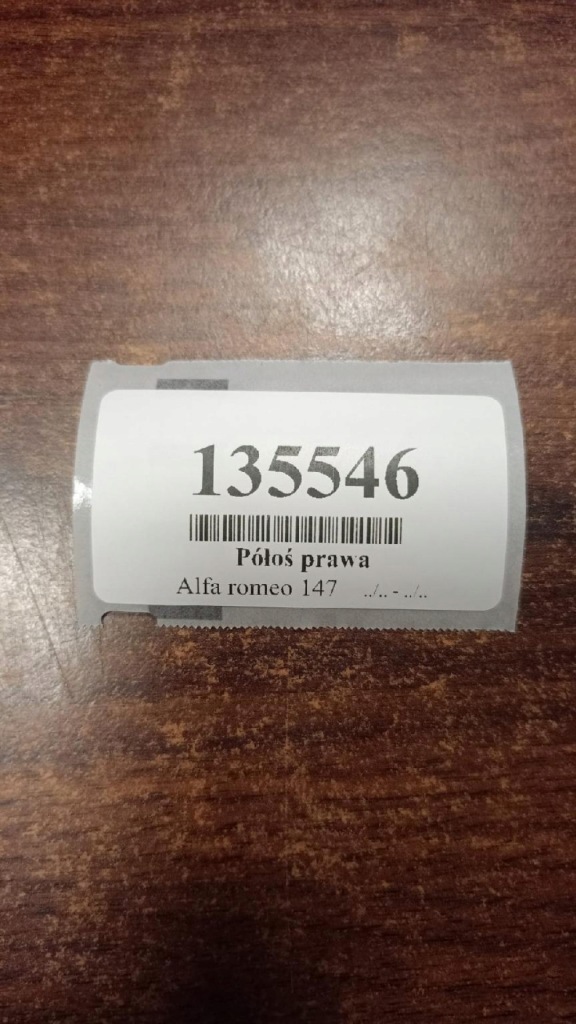 135546
Półoś prawa
Alfa romeo 147 ../.. - ../..